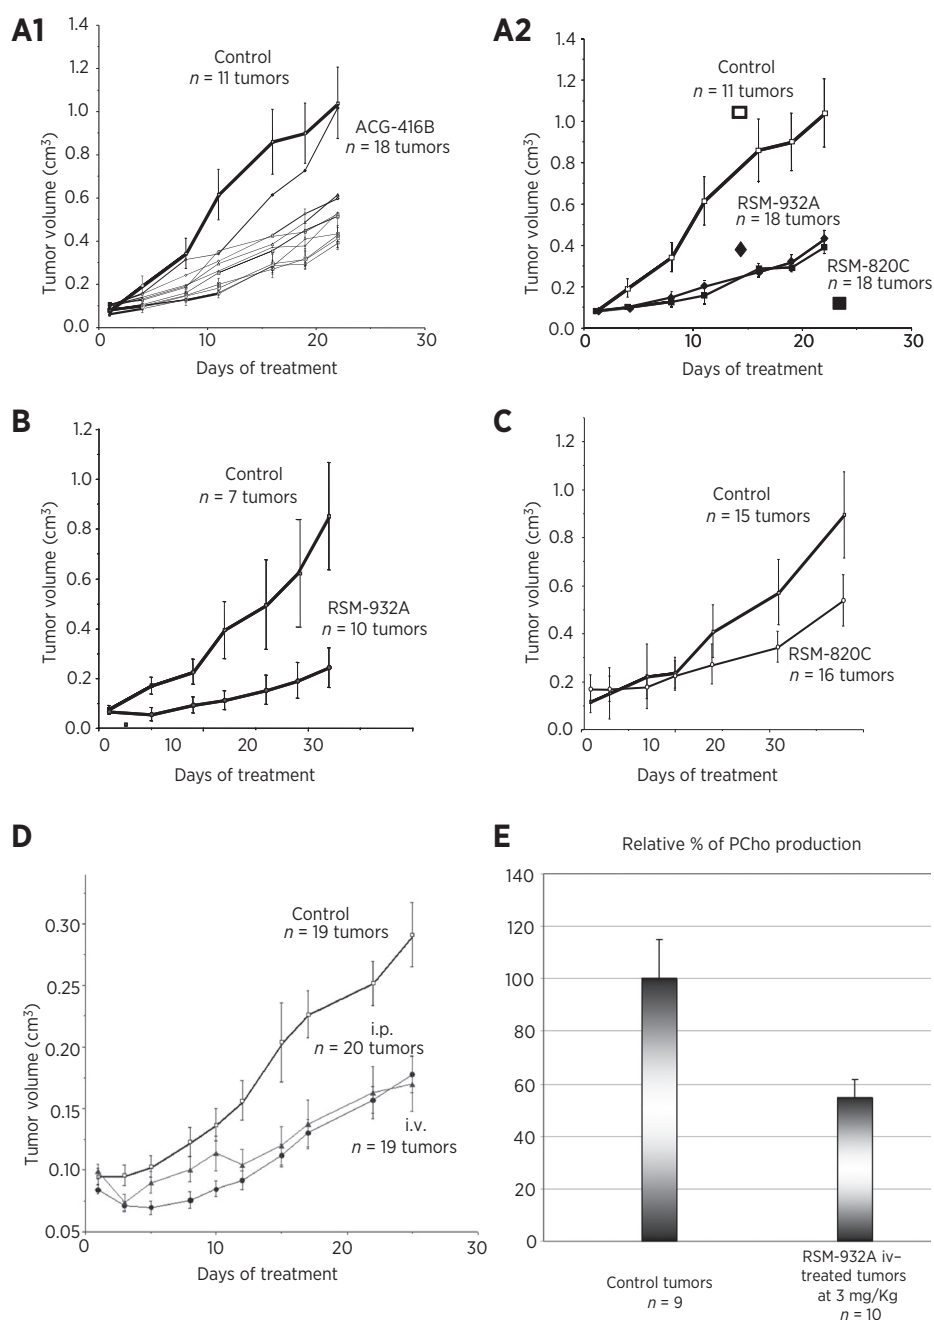 A1
1.4
1.2
1.0
0.2
0.6
0.4
0.2
0.0
0
10
20
30
Tumor volume (cm³)
Days of treatment
Control
n = 11 tumors
ACG-416B
n = 18 tumors
A2
1.4
1.2
1.0
0.2
0.6
0.4
0.2
0.0
0
10
20
30
Tumor volume (cm³)
Days of treatment
Control
n = 11 tumors
RSM-932A
n = 18 tumors
RSM-820C
n = 18 tumors
B
1.2
1.0
0.8
0.6
0.4
0.2
0.0
0
10
20
30
Tumor volume (cm³)
Days of treatment
Control
n = 7 tumors
RSM-932A
n = 10 tumors
C
1.2
1.0
0.8
0.6
0.4
0.2
0.0
0
10
20
30
Tumor volume (cm³)
Days of treatment
Control
n = 15 tumors
RSM-820C
n = 16 tumors
D
0.30
0.25
0.20
0.15
0.10
0.05
0
10
20
30
Tumor volume (cm³)
Days of treatment
Control
n = 19 tumors
i.p.
n = 20 tumors
i.v.
n = 19 tumors
E
Relative % of PCho production
140
120
100
80
60
40
20
0
Control tumors
n = 9
RSM-932A iv–
treated tumors
at 3 mg/Kg
n = 10